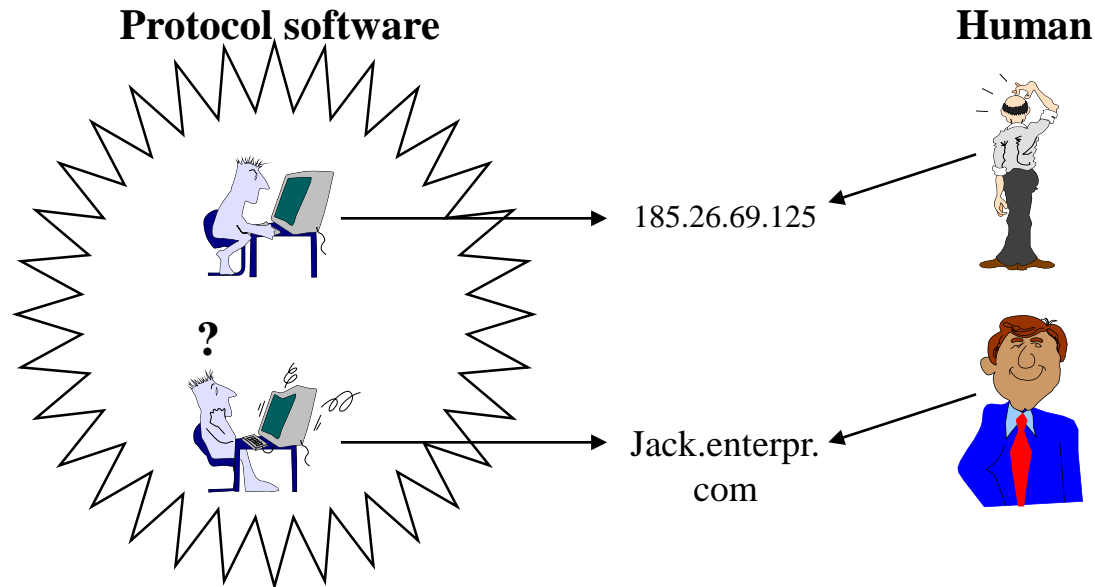 Protocol software
Human
185.26.69.125
?
Jack.enterpr.
com